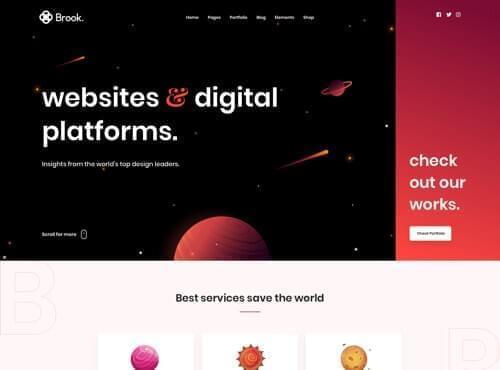 Brook.
Home Pages Portfolio Blog Elements Shop
websites & digital
platforms.
Insights from the world's top design leaders.
Scroll for more
check
out our
works.
Check Portfolio
Best services save the world
B
B